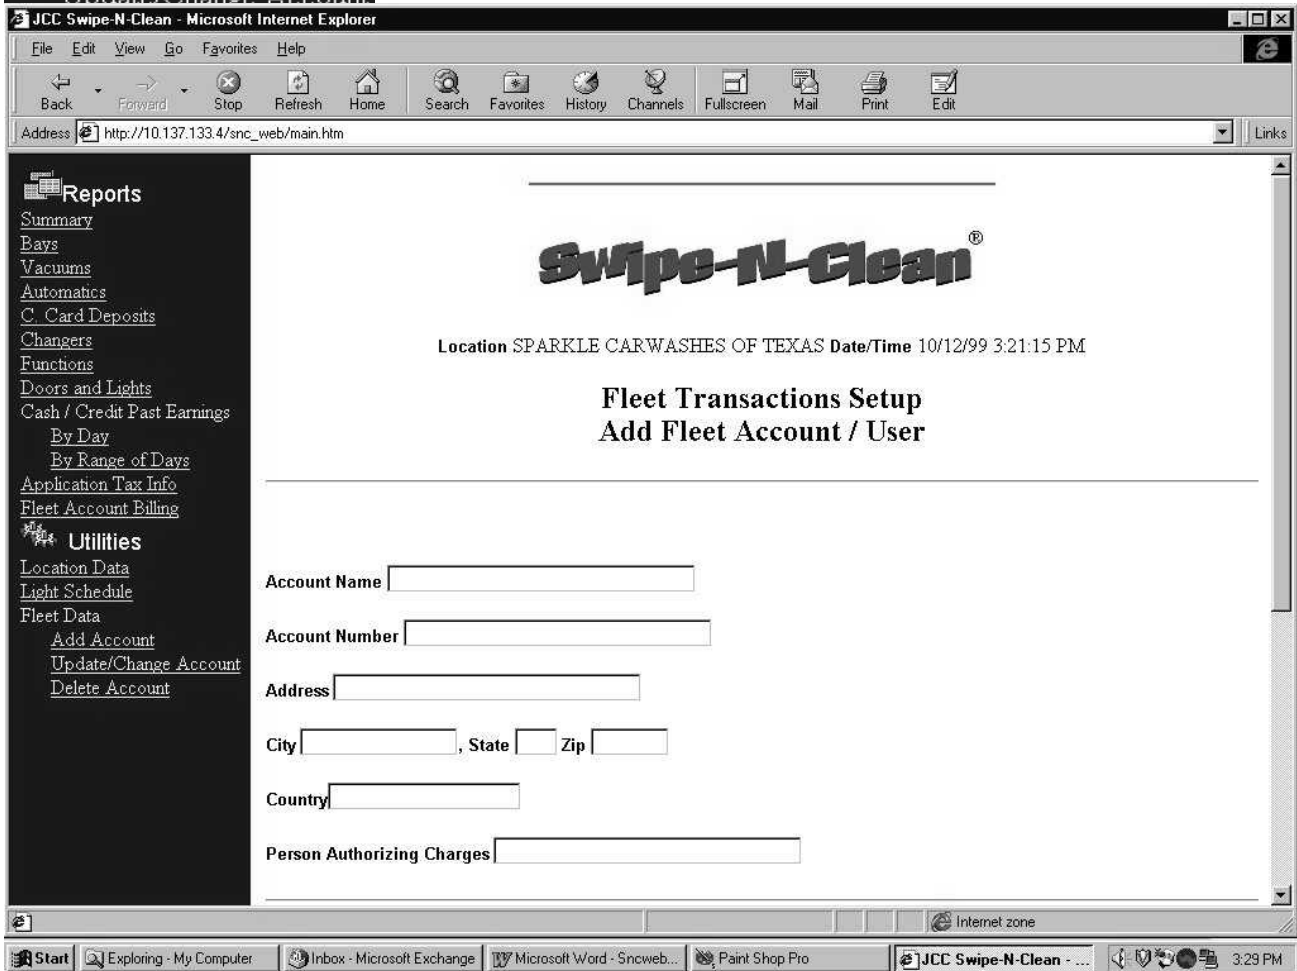 JCC Swipe-N-Clean - Microsoft Internet Explorer
File Edit View Go Favorites Help
Back Forward Stop Refresh Home Search Favorites History Channels Fullscreen Mail Print Edit
Address http://10.137.133.4/snc_web/main.htm Links
Reports
Summary
Bays
Vacuums
Automatics
C. Card Deposits
Changers
Functions
Doors and Lights
Cash / Credit Past Earnings
By Day
By Range of Days
Application Tax Info
Fleet Account Billing
Utilities
Location Data
Light Schedule
Fleet Data
Add Account
Update/Change Account
Delete Account
Swipe-N-Clean®
Location SPARKLE CARWASHES OF TEXAS Date/Time 10/12/99 3:21:15 PM
Fleet Transactions Setup
Add Fleet Account / User
Account Name
Account Number
Address
City , State Zip
Country
Person Authorizing Charges
Internet zone
Start Exploring - My Computer Inbox - Microsoft Exchange Microsoft Word - Sncweb... Paint Shop Pro JCC Swipe-N-Clean - ... 3:29 PM